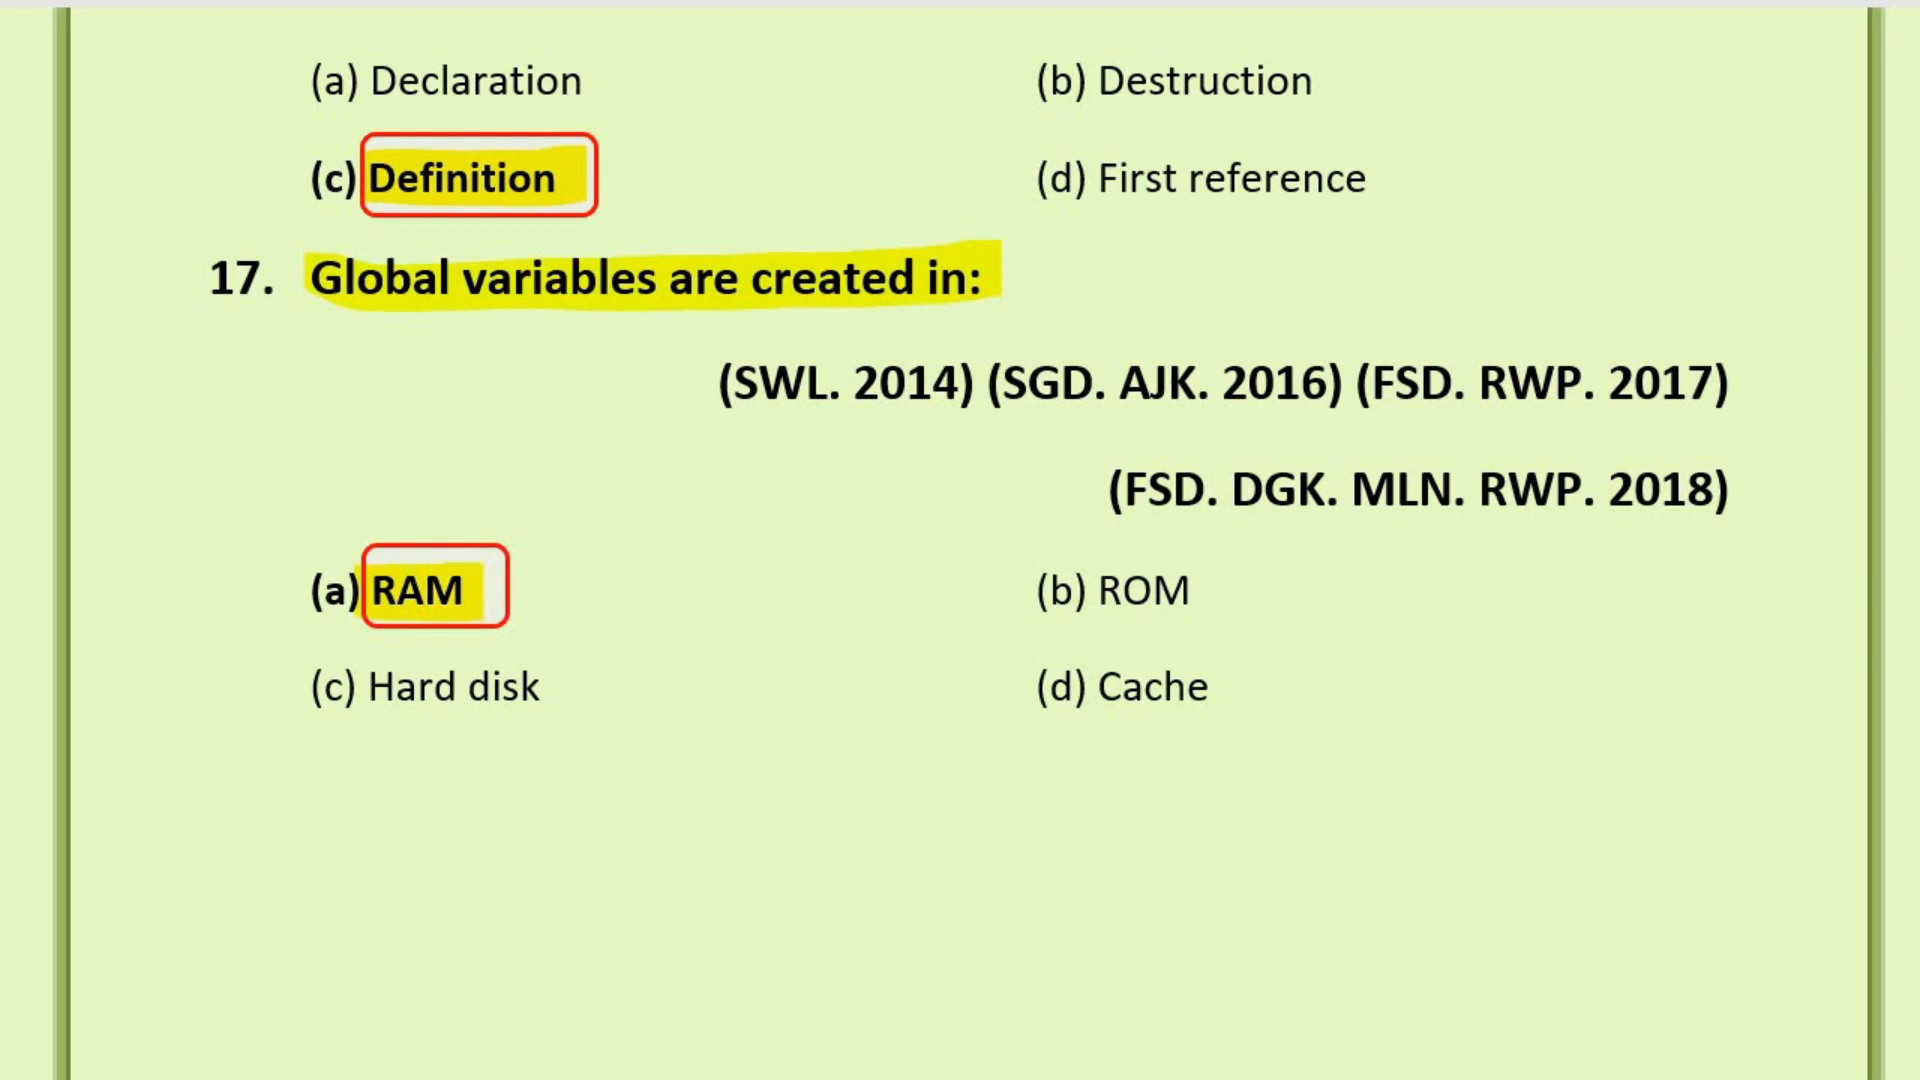 (a) Declaration (b) Destruction
(c) Definition (d) First reference
17. Global variables are created in:
(SWL. 2014) (SGD. AJK. 2016) (FSD. RWP. 2017)
(FSD. DGK. MLN. RWP. 2018)
(a) RAM (b) ROM
(c) Hard disk (d) Cache